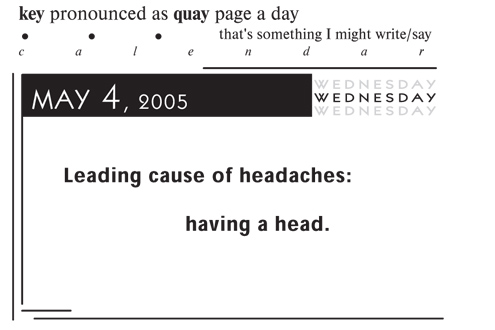 key pronounced as quay page a day
that's something I might write/say
c a l e n d a r
MAY 4, 2005
WEDNESDAY
WEDNESDAY
WEDNESDAY
Leading cause of headaches:
having a head.